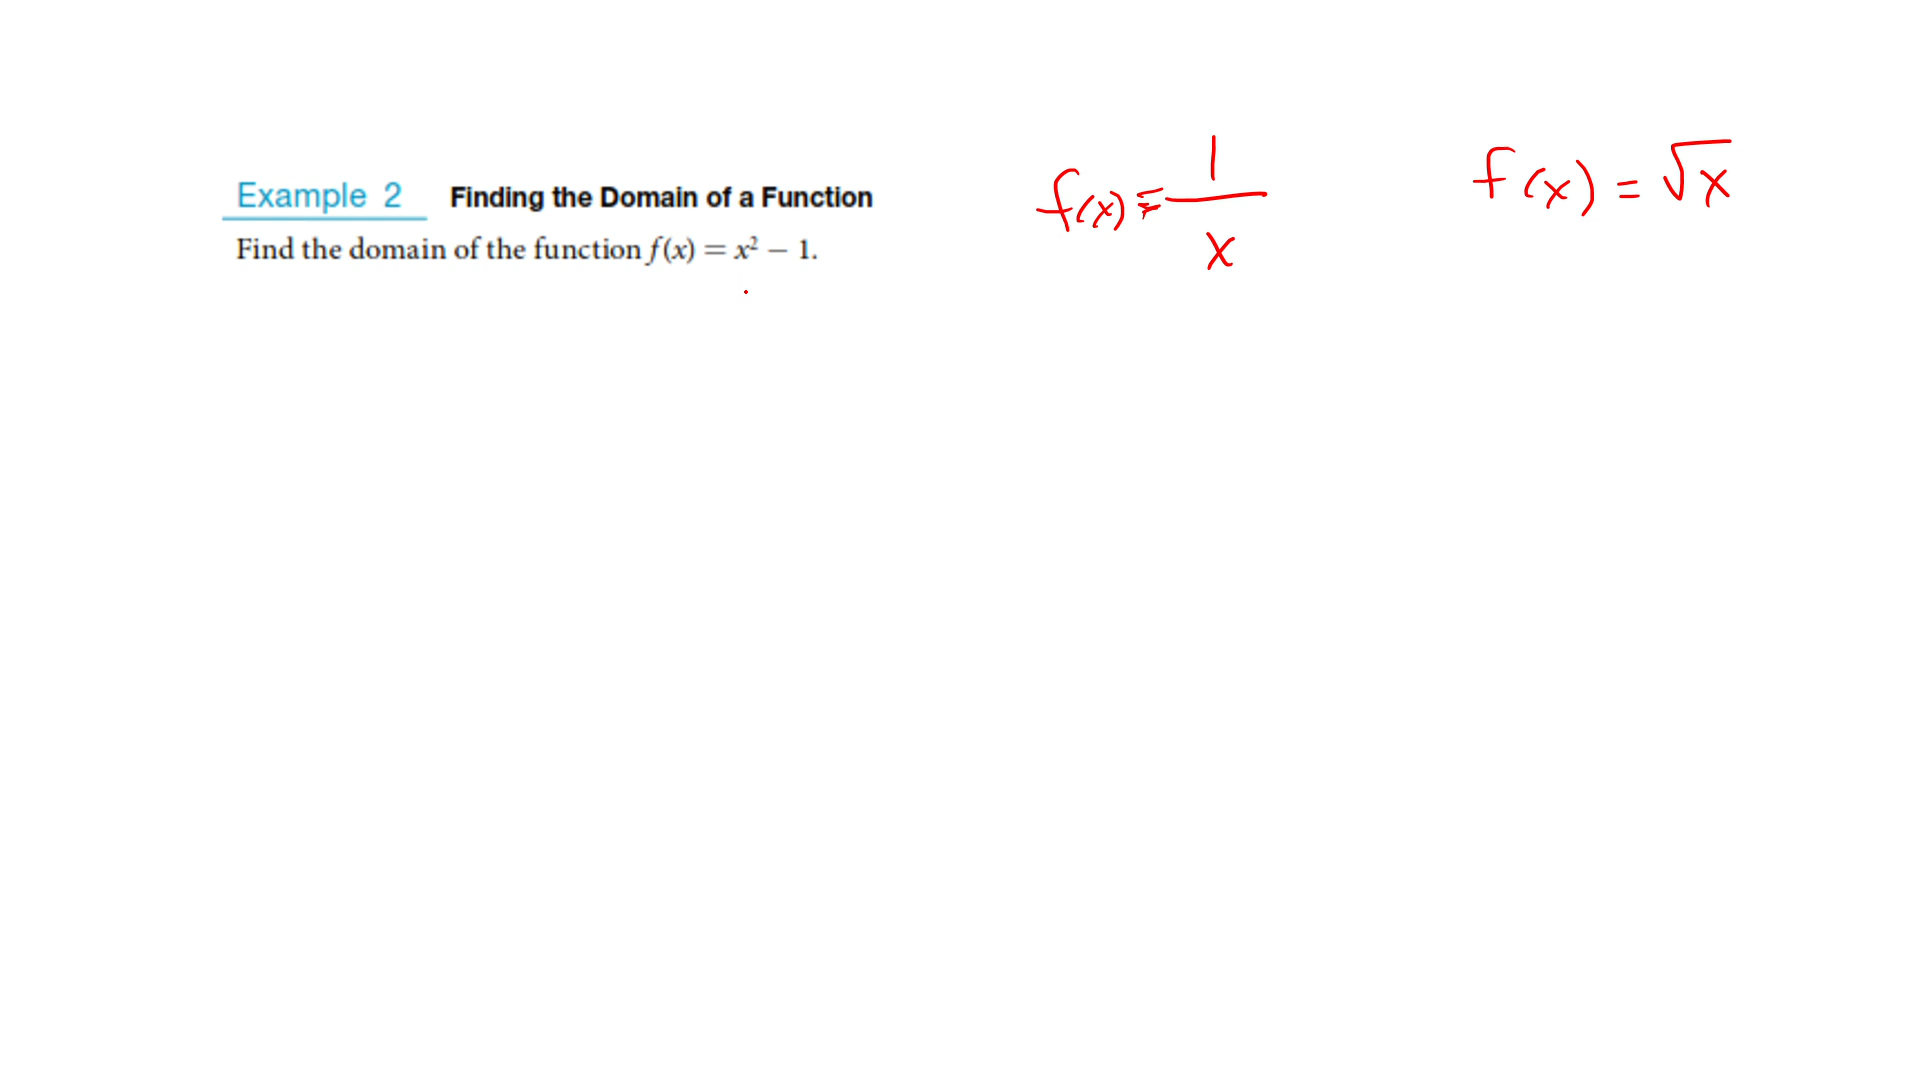 Example 2 Finding the Domain of a Function
Find the domain of the function f(x) = x² − 1.
f(x) = 1/x
f(x) = √x